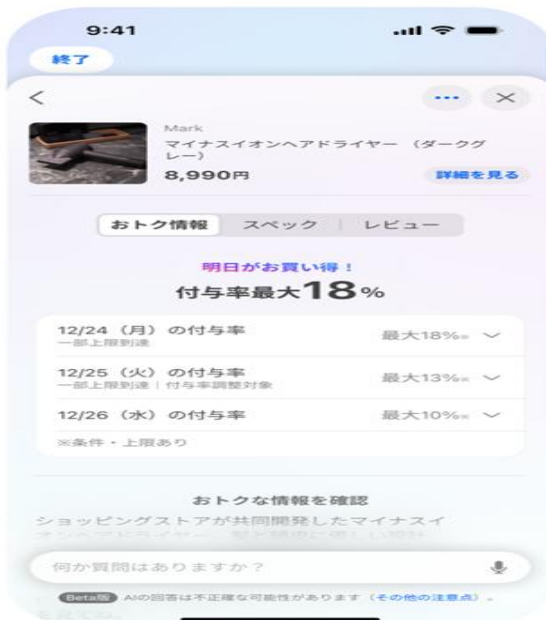 9:41
終了
Mark
マイナスイオンヘアドライヤー （ダークグ
レー）
8,990円
詳細を見る
おトク情報
スペック
レビュー
明日がお買い得！
付与率最大18%
12/24（月）の付与率
一部上限到達
最大18%※
12/25（火）の付与率
一部上限到達｜付与率調整対象
最大13%※
12/26（水）の付与率
最大10%※
※条件・上限あり
おトクな情報を確認
ショッピングストアが共同開発したマイナスイ
オンヘアドライヤー
何か質問はありますか？
Beta版 AIの回答は不正確な可能性があります（その他の注意点）。